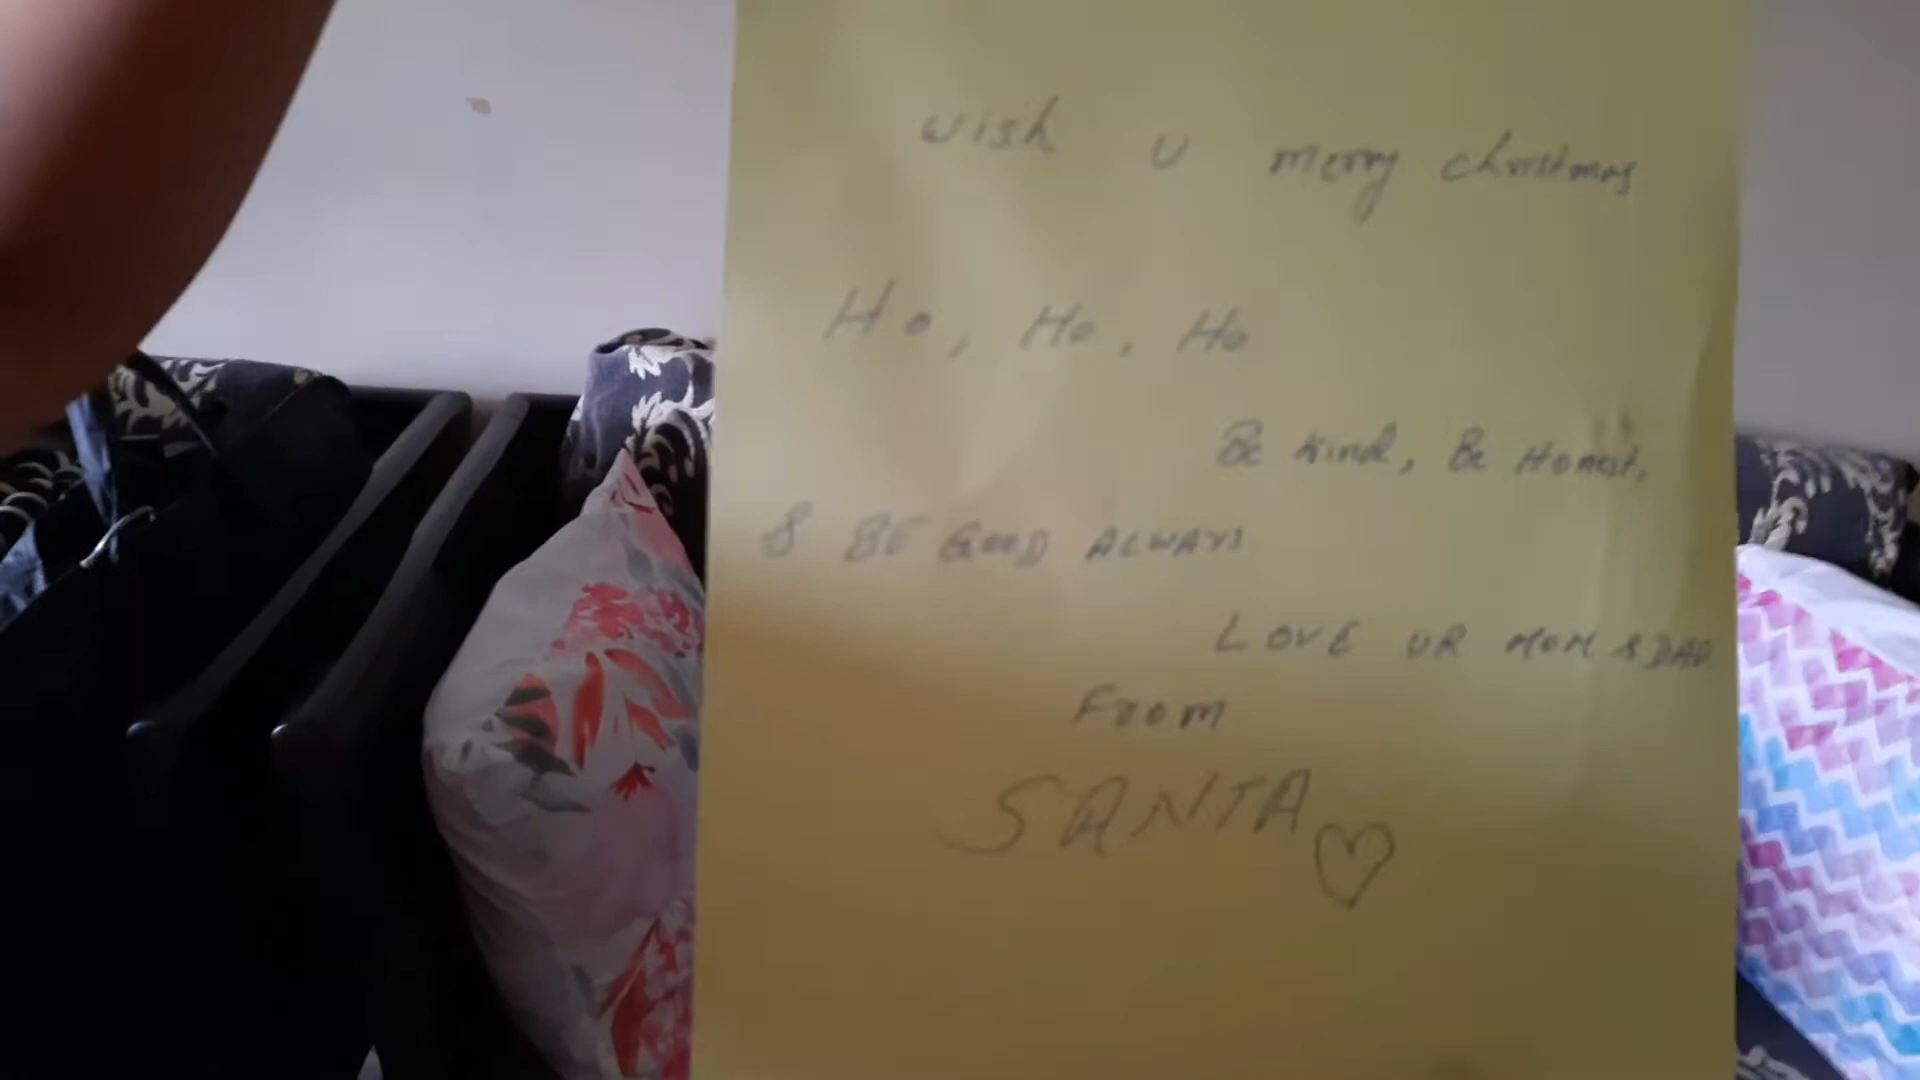 wish u merry christmas
Ho, Ho, Ho
Be kind, Be Honest,
& BE GOOD ALWAYS
LOVE UR MOM & DAD
From
SANTA